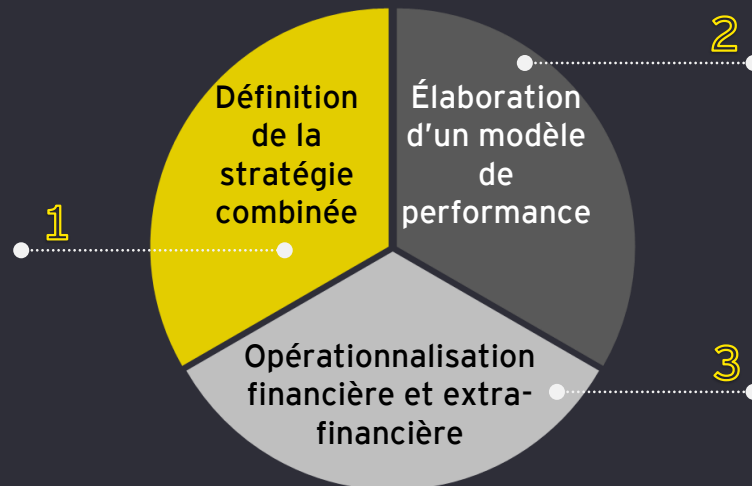 1
Définition
de la
stratégie
combinée
2
Élaboration
d'un modèle
de
performance
3
Opérationnalisation
financière et extra-
financière